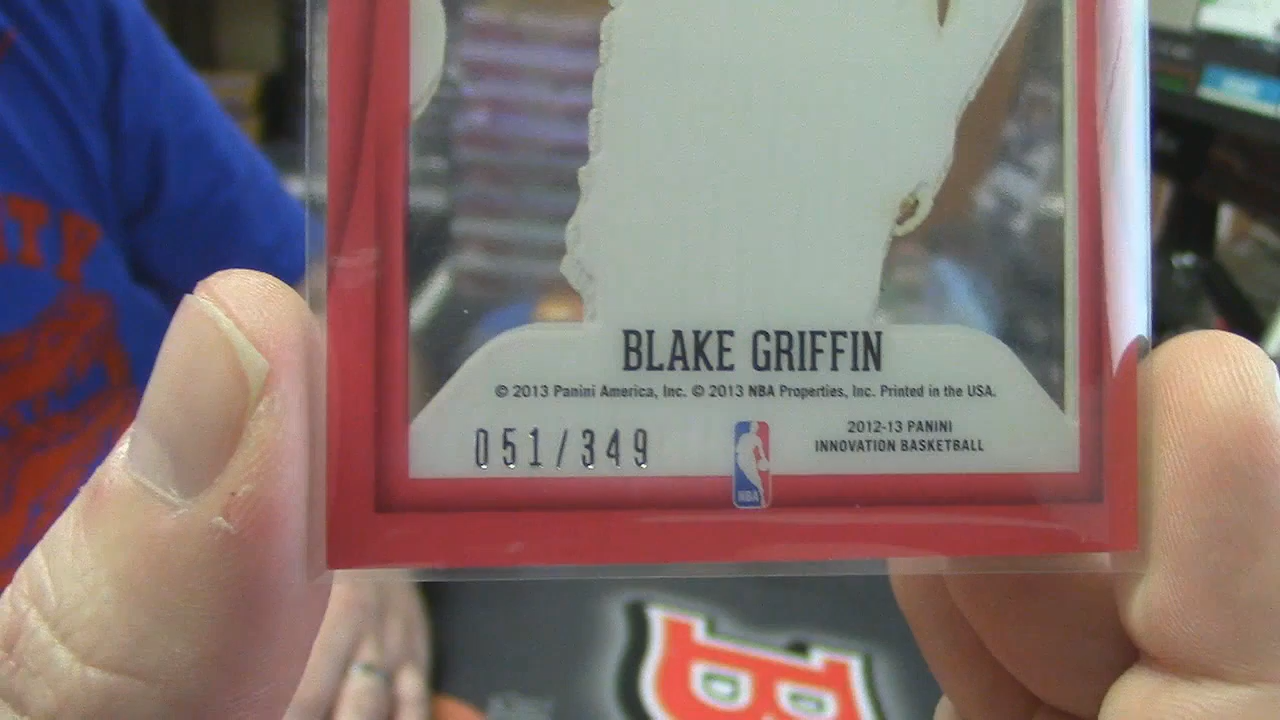 BLAKE GRIFFIN
© 2013 Panini America, Inc. © 2013 NBA Properties, Inc. Printed in the USA.
051/349
NBA
2012-13 PANINI
INNOVATION BASKETBALL